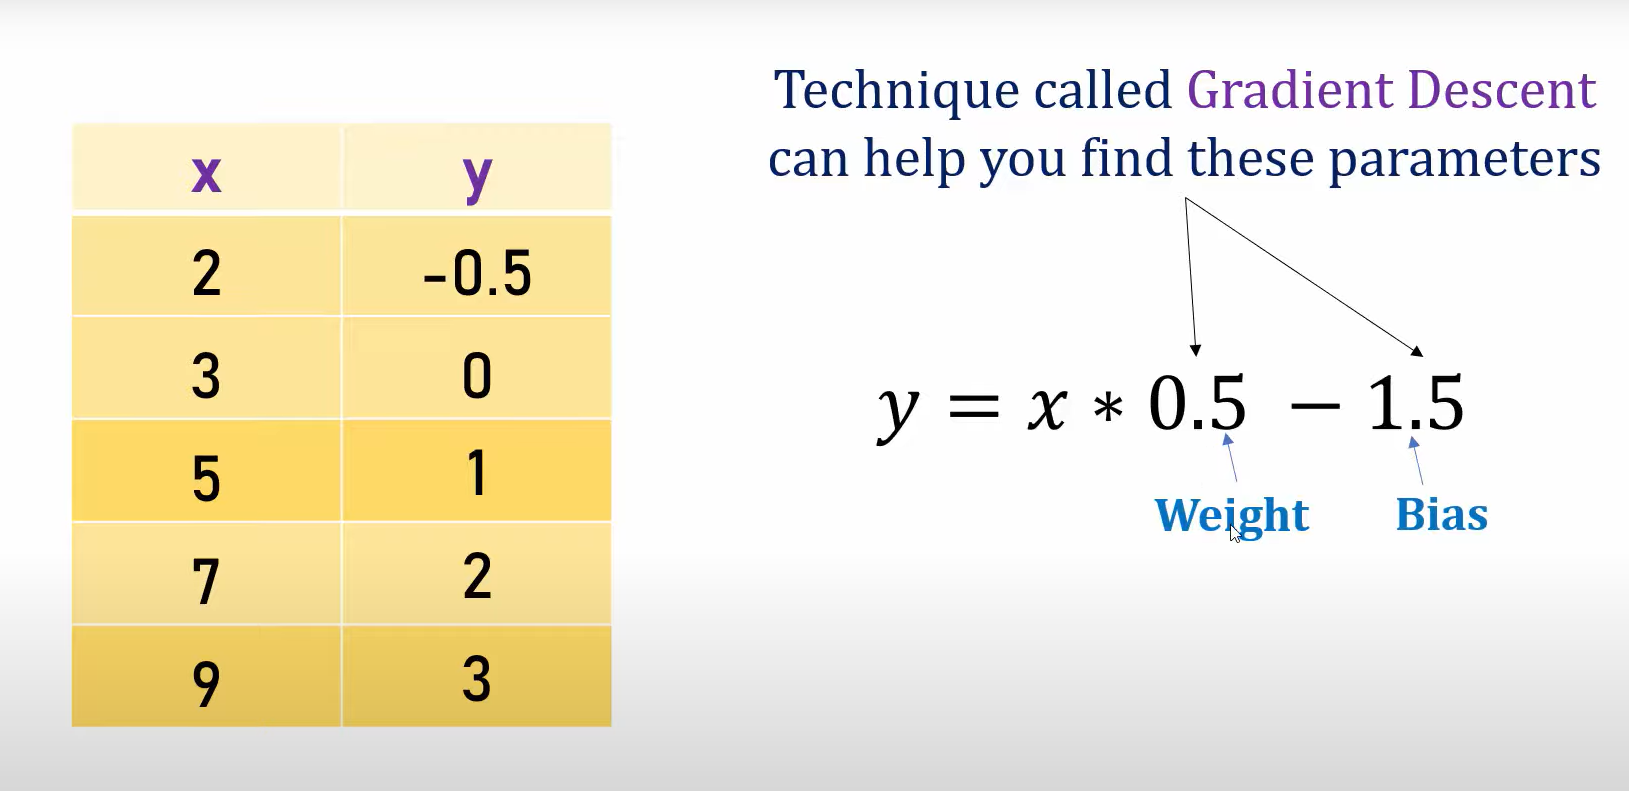 Technique called Gradient Descent
can help you find these parameters
x y
2 -0.5
3 0
5 1
7 2
9 3
y = x * 0.5 − 1.5
Weight Bias